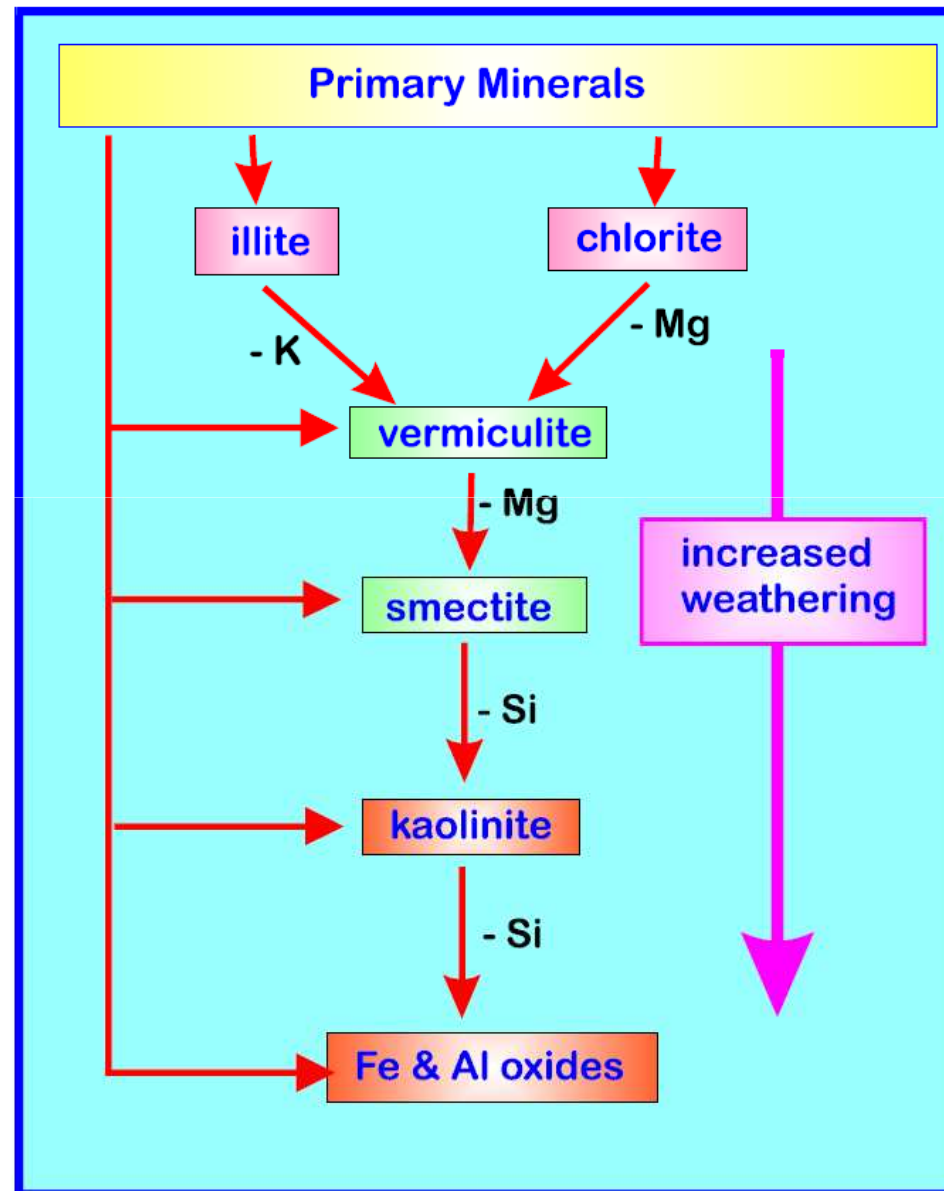 Primary Minerals
illite
chlorite
- K
- Mg
vermiculite
- Mg
increased
weathering
smectite
- Si
kaolinite
- Si
Fe & Al oxides